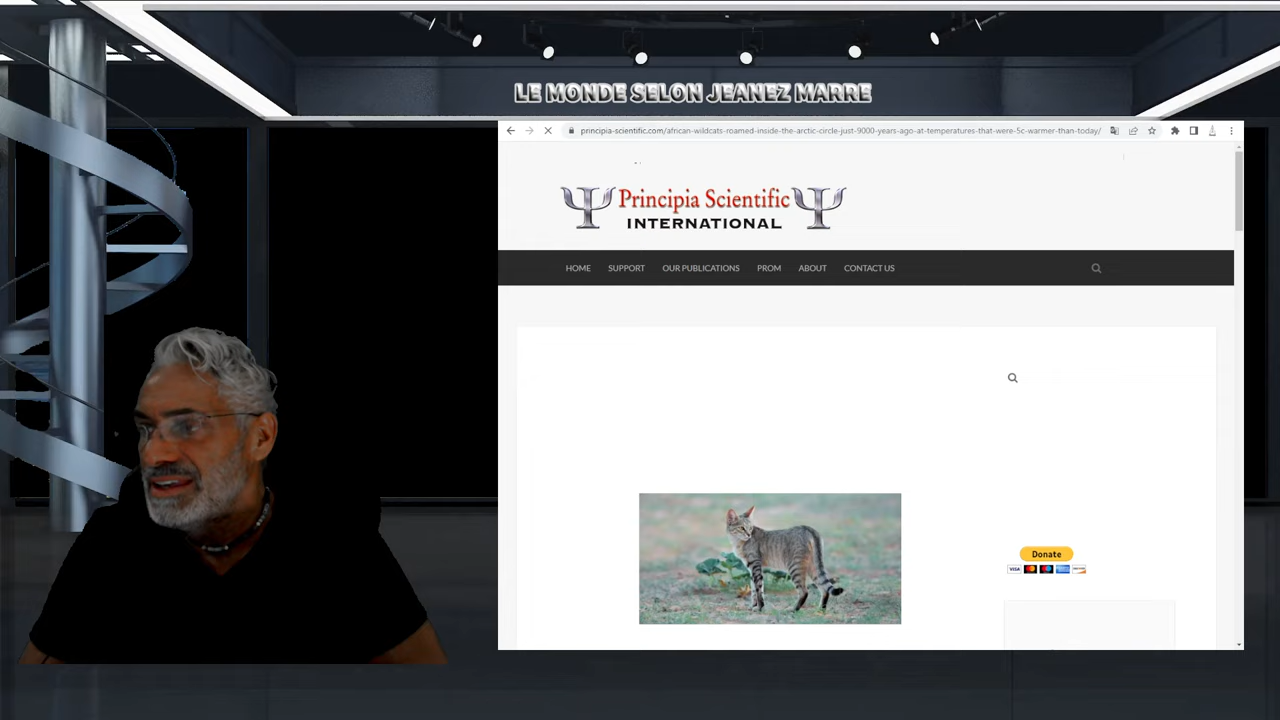 LE MONDE SELON JEANEZ MARRE
principia-scientific.com/african-wildcats-roamed-inside-the-arctic-circle-just-9000-years-ago-at-temperatures-that-were-5c-warmer-than-today/
Principia Scientific
INTERNATIONAL
HOME SUPPORT OUR PUBLICATIONS PROM ABOUT CONTACT US
Donate
VISA